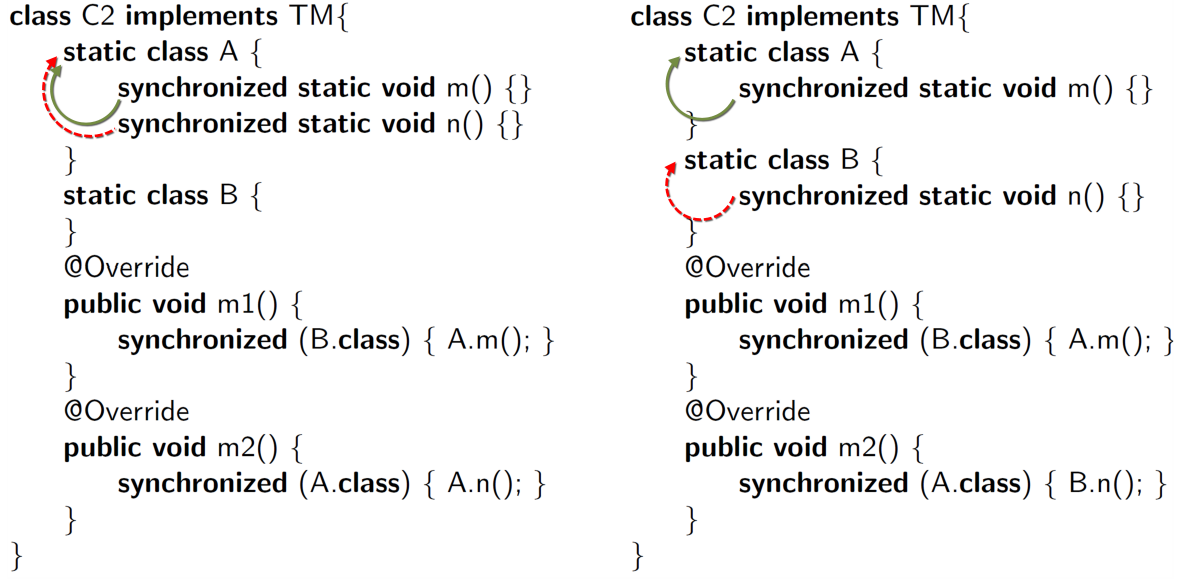 class C2 implements TM{
static class A {
synchronized static void m() {}
synchronized static void n() {}
}
static class B {
}
@Override
public void m1() {
synchronized (B.class) { A.m(); }
}
@Override
public void m2() {
synchronized (A.class) { A.n(); }
}
}
class C2 implements TM{
static class A {
synchronized static void m() {}
}
static class B {
synchronized static void n() {}
}
@Override
public void m1() {
synchronized (B.class) { A.m(); }
}
@Override
public void m2() {
synchronized (A.class) { B.n(); }
}
}